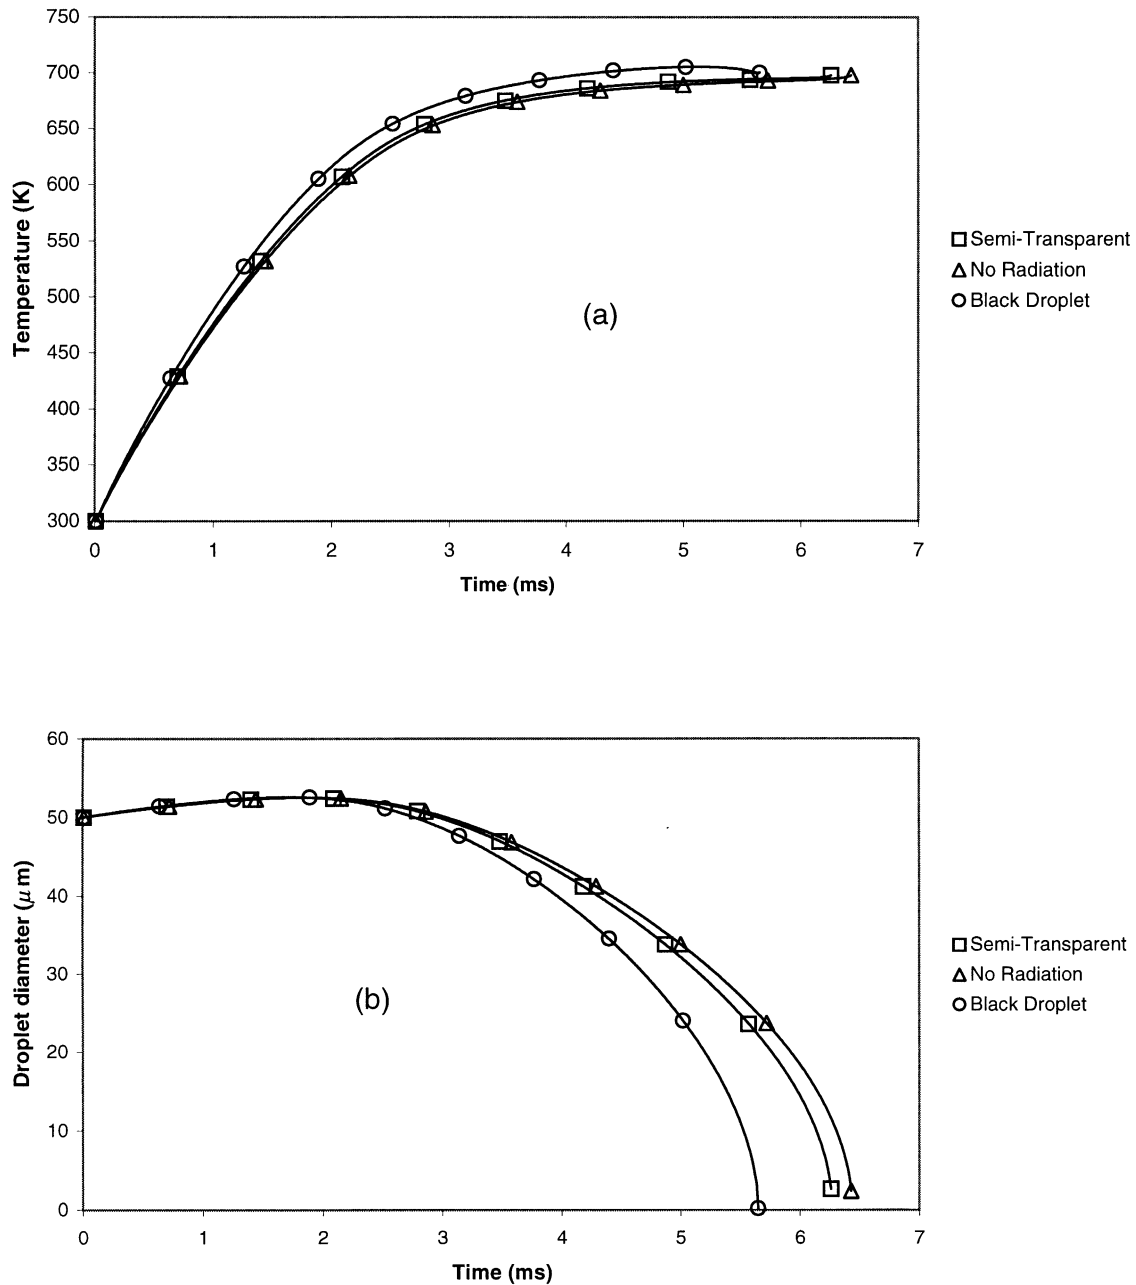 750
700
650
600
550
500
450
400
350
300
Temperature (K)
(a)
0 1 2 3 4 5 6 7
Time (ms)
Semi-Transparent
No Radiation
Black Droplet
60
50
40
30
20
10
0
Droplet diameter (μm)
(b)
0 1 2 3 4 5 6 7
Time (ms)
Semi-Transparent
No Radiation
Black Droplet